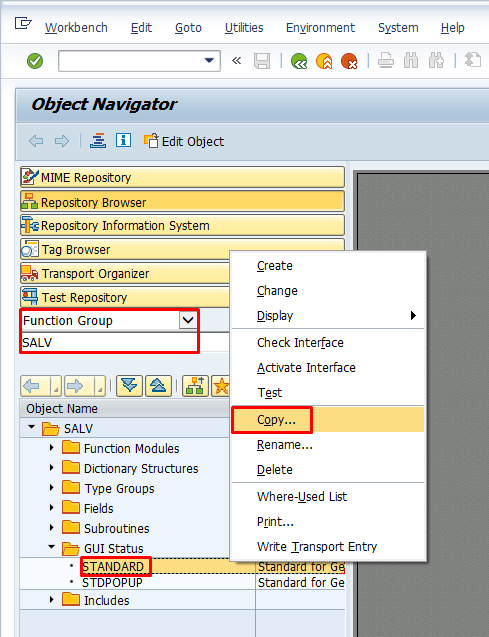 Workbench Edit Goto Utilities Environment System Help
Object Navigator
Edit Object
MIME Repository
Repository Browser
Repository Information System
Tag Browser
Transport Organizer
Test Repository
Function Group
SALV
Object Name
SALV
Function Modules
Dictionary Structures
Type Groups
Fields
Subroutines
GUI Status
STANDARD Standard for Ge
STDPOPUP Standard for Ge
Includes
Create
Change
Display
Check Interface
Activate Interface
Test
Copy...
Rename...
Delete
Where-Used List
Print...
Write Transport Entry